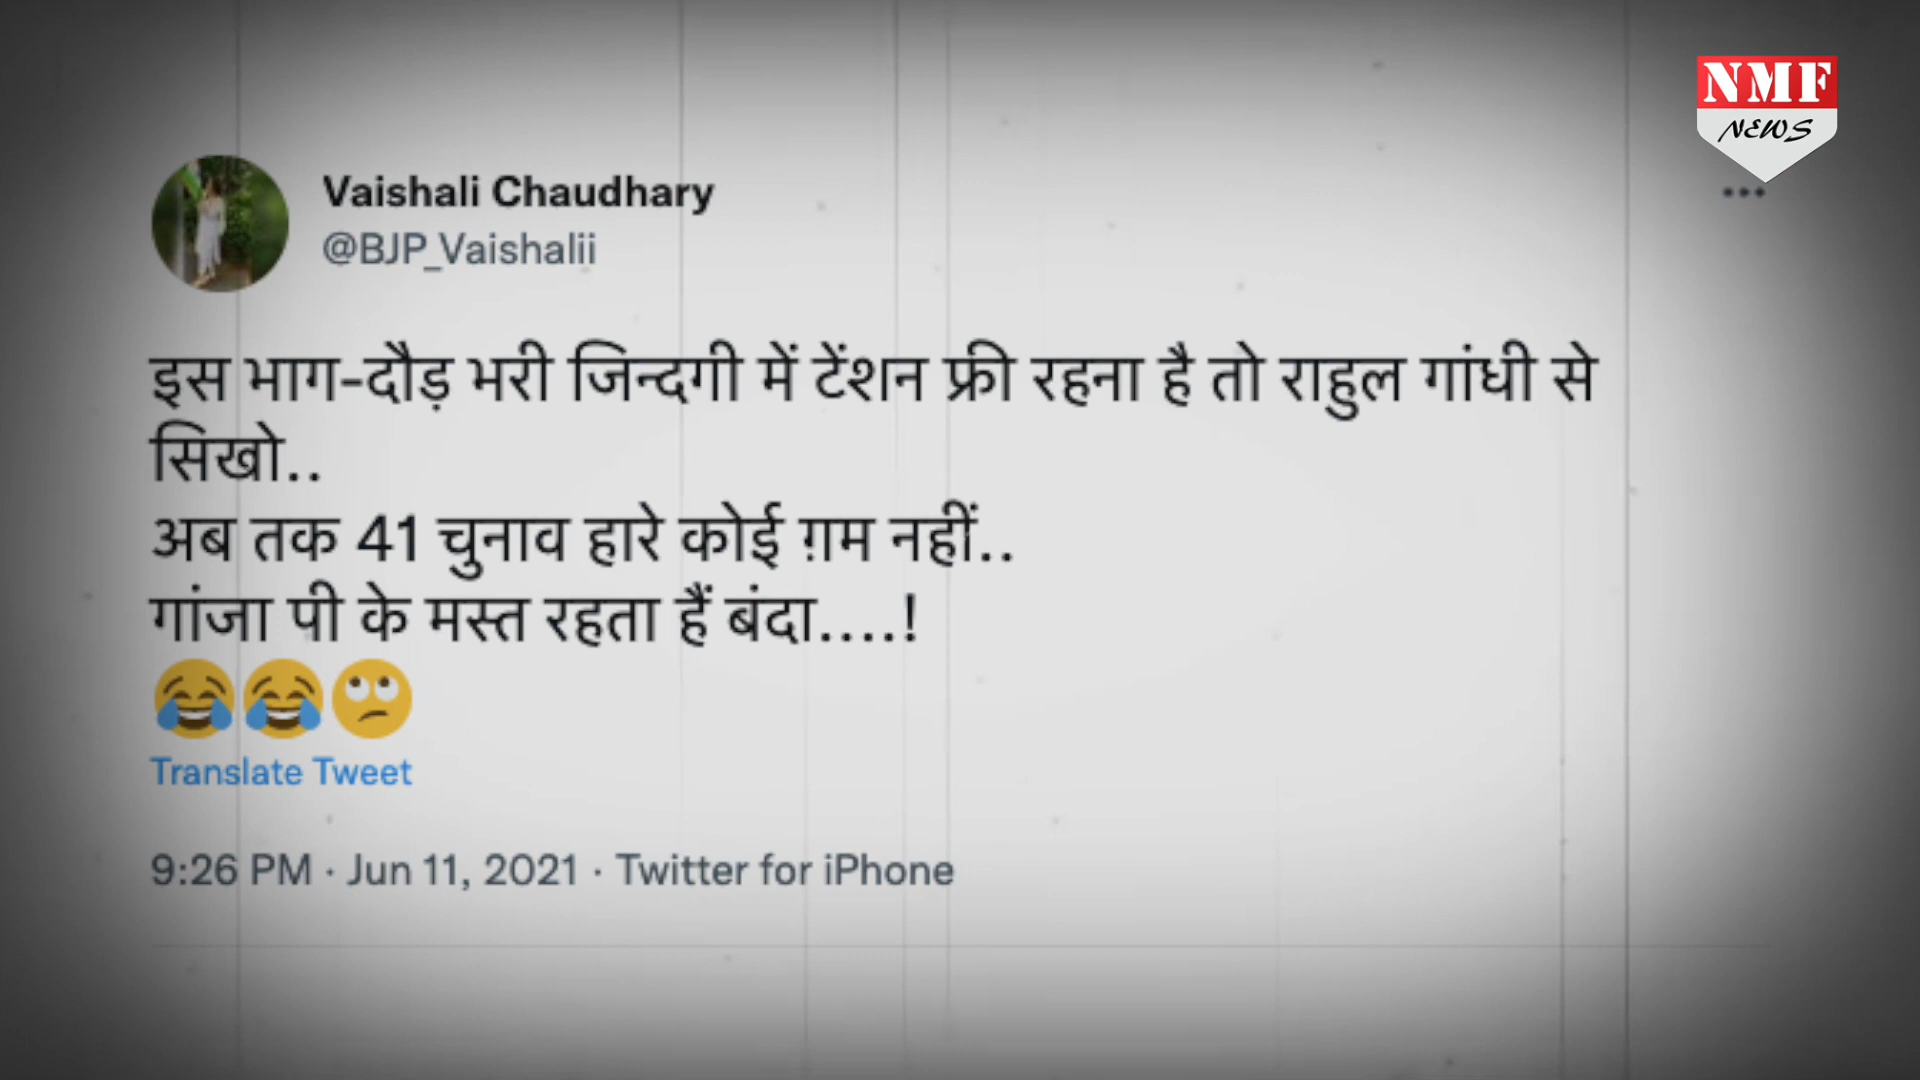 NMF
NEWS
Vaishali Chaudhary
@BJP_Vaishalii
इस भाग-दौड़ भरी जिन्दगी में टेंशन फ्री रहना है तो राहुल गांधी से
सिखो..
अब तक 41 चुनाव हारे कोई ग़म नहीं..
गांजा पी के मस्त रहता हैं बंदा....!
😂😂🙄
Translate Tweet
9:26 PM · Jun 11, 2021 · Twitter for iPhone